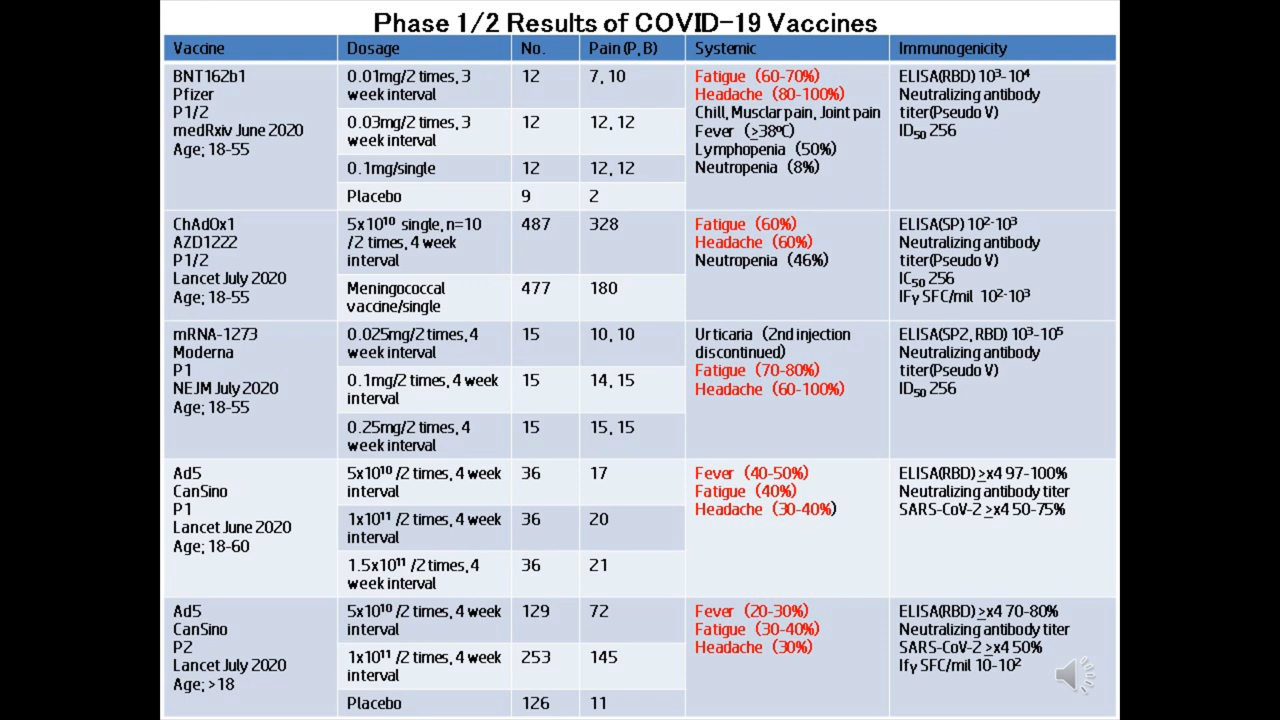 Phase 1/2 Results of COVID-19 Vaccines
Vaccine
Dosage
No.
Pain (P, B)
Systemic
Immunogenicity
BNT162b1
Pfizer
P1/2
medRxiv June 2020
Age; 18-55
0.01mg/2 times, 3
week interval
12
7, 10
0.03mg/2 times, 3
week interval
12
12, 12
0.1mg/single
12
12, 12
Placebo
9
2
Fatigue (60-70%)
Headache (80-100%)
Chill, Musclar pain, Joint pain
Fever (≥38ºC)
Lymphopenia (50%)
Neutropenia (8%)
ELISA(RBD) 10³-10⁴
Neutralizing antibody
titer(Pseudo V)
ID₅₀ 256
ChAdOx1
AZD1222
P1/2
Lancet July 2020
Age; 18-55
5x10¹⁰ single, n=10
/2 times, 4 week
interval
487
328
Meningococcal
vaccine/single
477
180
Fatigue (60%)
Headache (60%)
Neutropenia (46%)
ELISA(SP) 10²-10³
Neutralizing antibody
titer(Pseudo V)
IC₅₀ 256
IFγ SFC/mil 10²-10³
mRNA-1273
Moderna
P1
NEJM July 2020
Age; 18-55
0.025mg/2 times, 4
week interval
15
10, 10
0.1mg/2 times, 4 week
interval
15
14, 15
0.25mg/2 times, 4
week interval
15
15, 15
Urticaria (2nd injection
discontinued)
Fatigue (70-80%)
Headache (60-100%)
ELISA(SP2, RBD) 10³-10⁵
Neutralizing antibody
titer(Pseudo V)
ID₅₀ 256
Ad5
CanSino
P1
Lancet June 2020
Age; 18-60
5x10¹⁰ /2 times, 4 week
interval
36
17
1x10¹¹ /2 times, 4 week
interval
36
20
1.5x10¹¹ /2 times, 4
week interval
36
21
Fever (40-50%)
Fatigue (40%)
Headache (30-40%)
ELISA(RBD) ≥x4 97-100%
Neutralizing antibody titer
SARS-CoV-2 ≥x4 50-75%
Ad5
CanSino
P2
Lancet July 2020
Age; >18
5x10¹⁰ /2 times, 4 week
interval
129
72
1x10¹¹ /2 times, 4 week
interval
253
145
Placebo
126
11
Fever (20-30%)
Fatigue (30-40%)
Headache (30%)
ELISA(RBD) ≥x4 70-80%
Neutralizing antibody titer
SARS-CoV-2 ≥x4 50%
Ifγ SFC/mil 10-10²